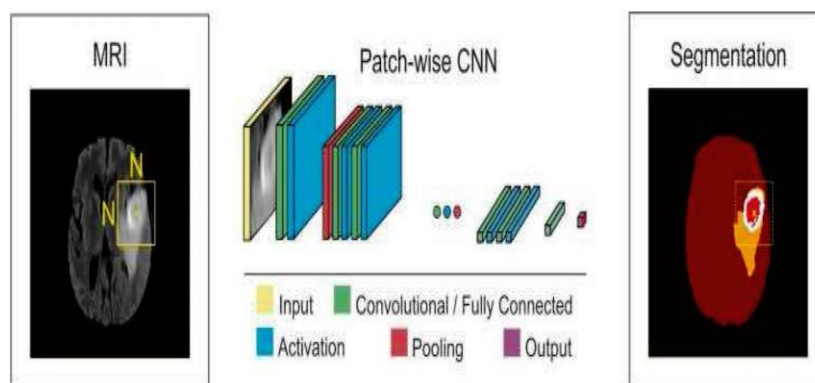 MRI
N
N
Patch-wise CNN
Input
Convolutional / Fully Connected
Activation
Pooling
Output
Segmentation